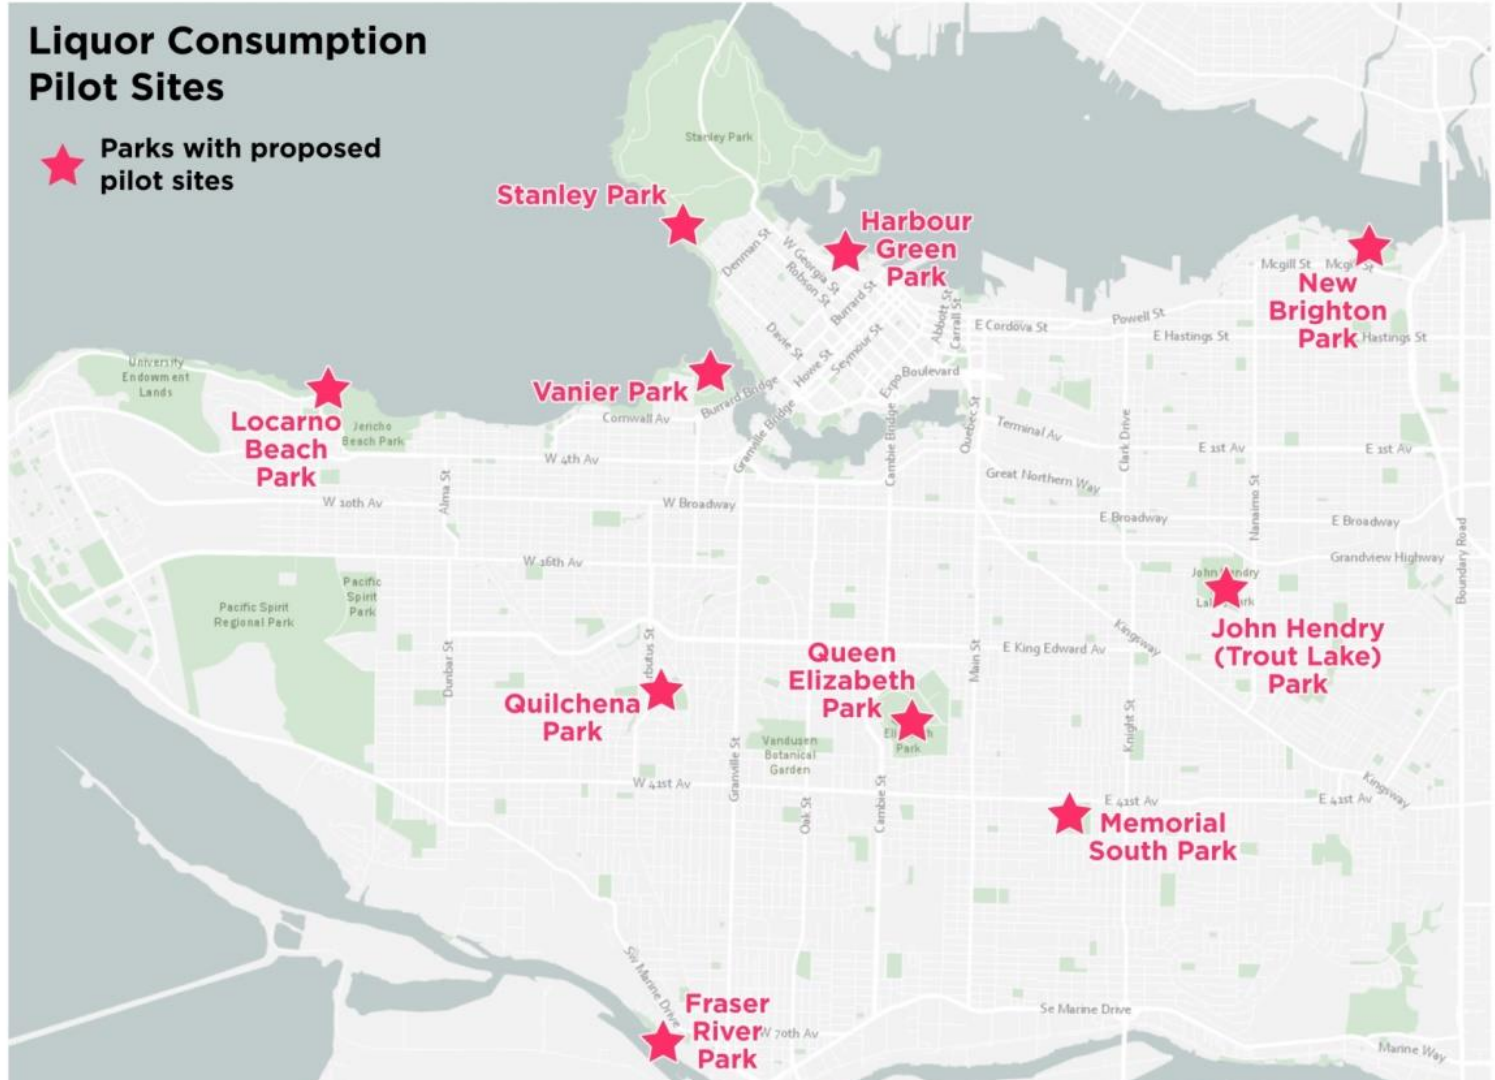 Liquor Consumption
Pilot Sites
Parks with proposed
pilot sites
Stanley Park
Stanley Park
Harbour
Green
Park
New
Brighton
Park
Vanier Park
Locarno
Beach
Park
University
Endowment
Lands
Jericho
Beach Park
Denman St
W Georgia St
Robson St
Burrard St
Davie St
Howe St
Seymour St
Abbott St
Carrall St
Expo
Boulevard
E Cordova St
Powell St
E Hastings St
Hastings St
Mcgill St
St
Cornwall Av
Burrard Bridge
Granville Bridge
Cambie Bridge
Quebec St
Terminal Av
Great Northern Way
Clark Drive
E 1st Av
E 1st Av
W 4th Av
W 10th Av
Alma St
W Broadway
E Broadway
E Broadway
Nanaimo St
Grandview Highway
Boundary Road
W 16th Av
Pacific
Spirit
Park
Pacific Spirit
Regional Park
Dunbar St
John Hendry
(Trout Lake)
Park
Kingsway
E King Edward Av
Main St
Queen
Elizabeth
Park
Park
Quilchena
Park
Vandusen
Botanical
Garden
Knight St
Granville St
W 41st Av
Oak St
Cambie St
E 41st Av
E 41st Av
Kingsway
Memorial
South Park
SW Marine Drive
Fraser
River
Park
W 70th Av
Se Marine Drive
Marine Way